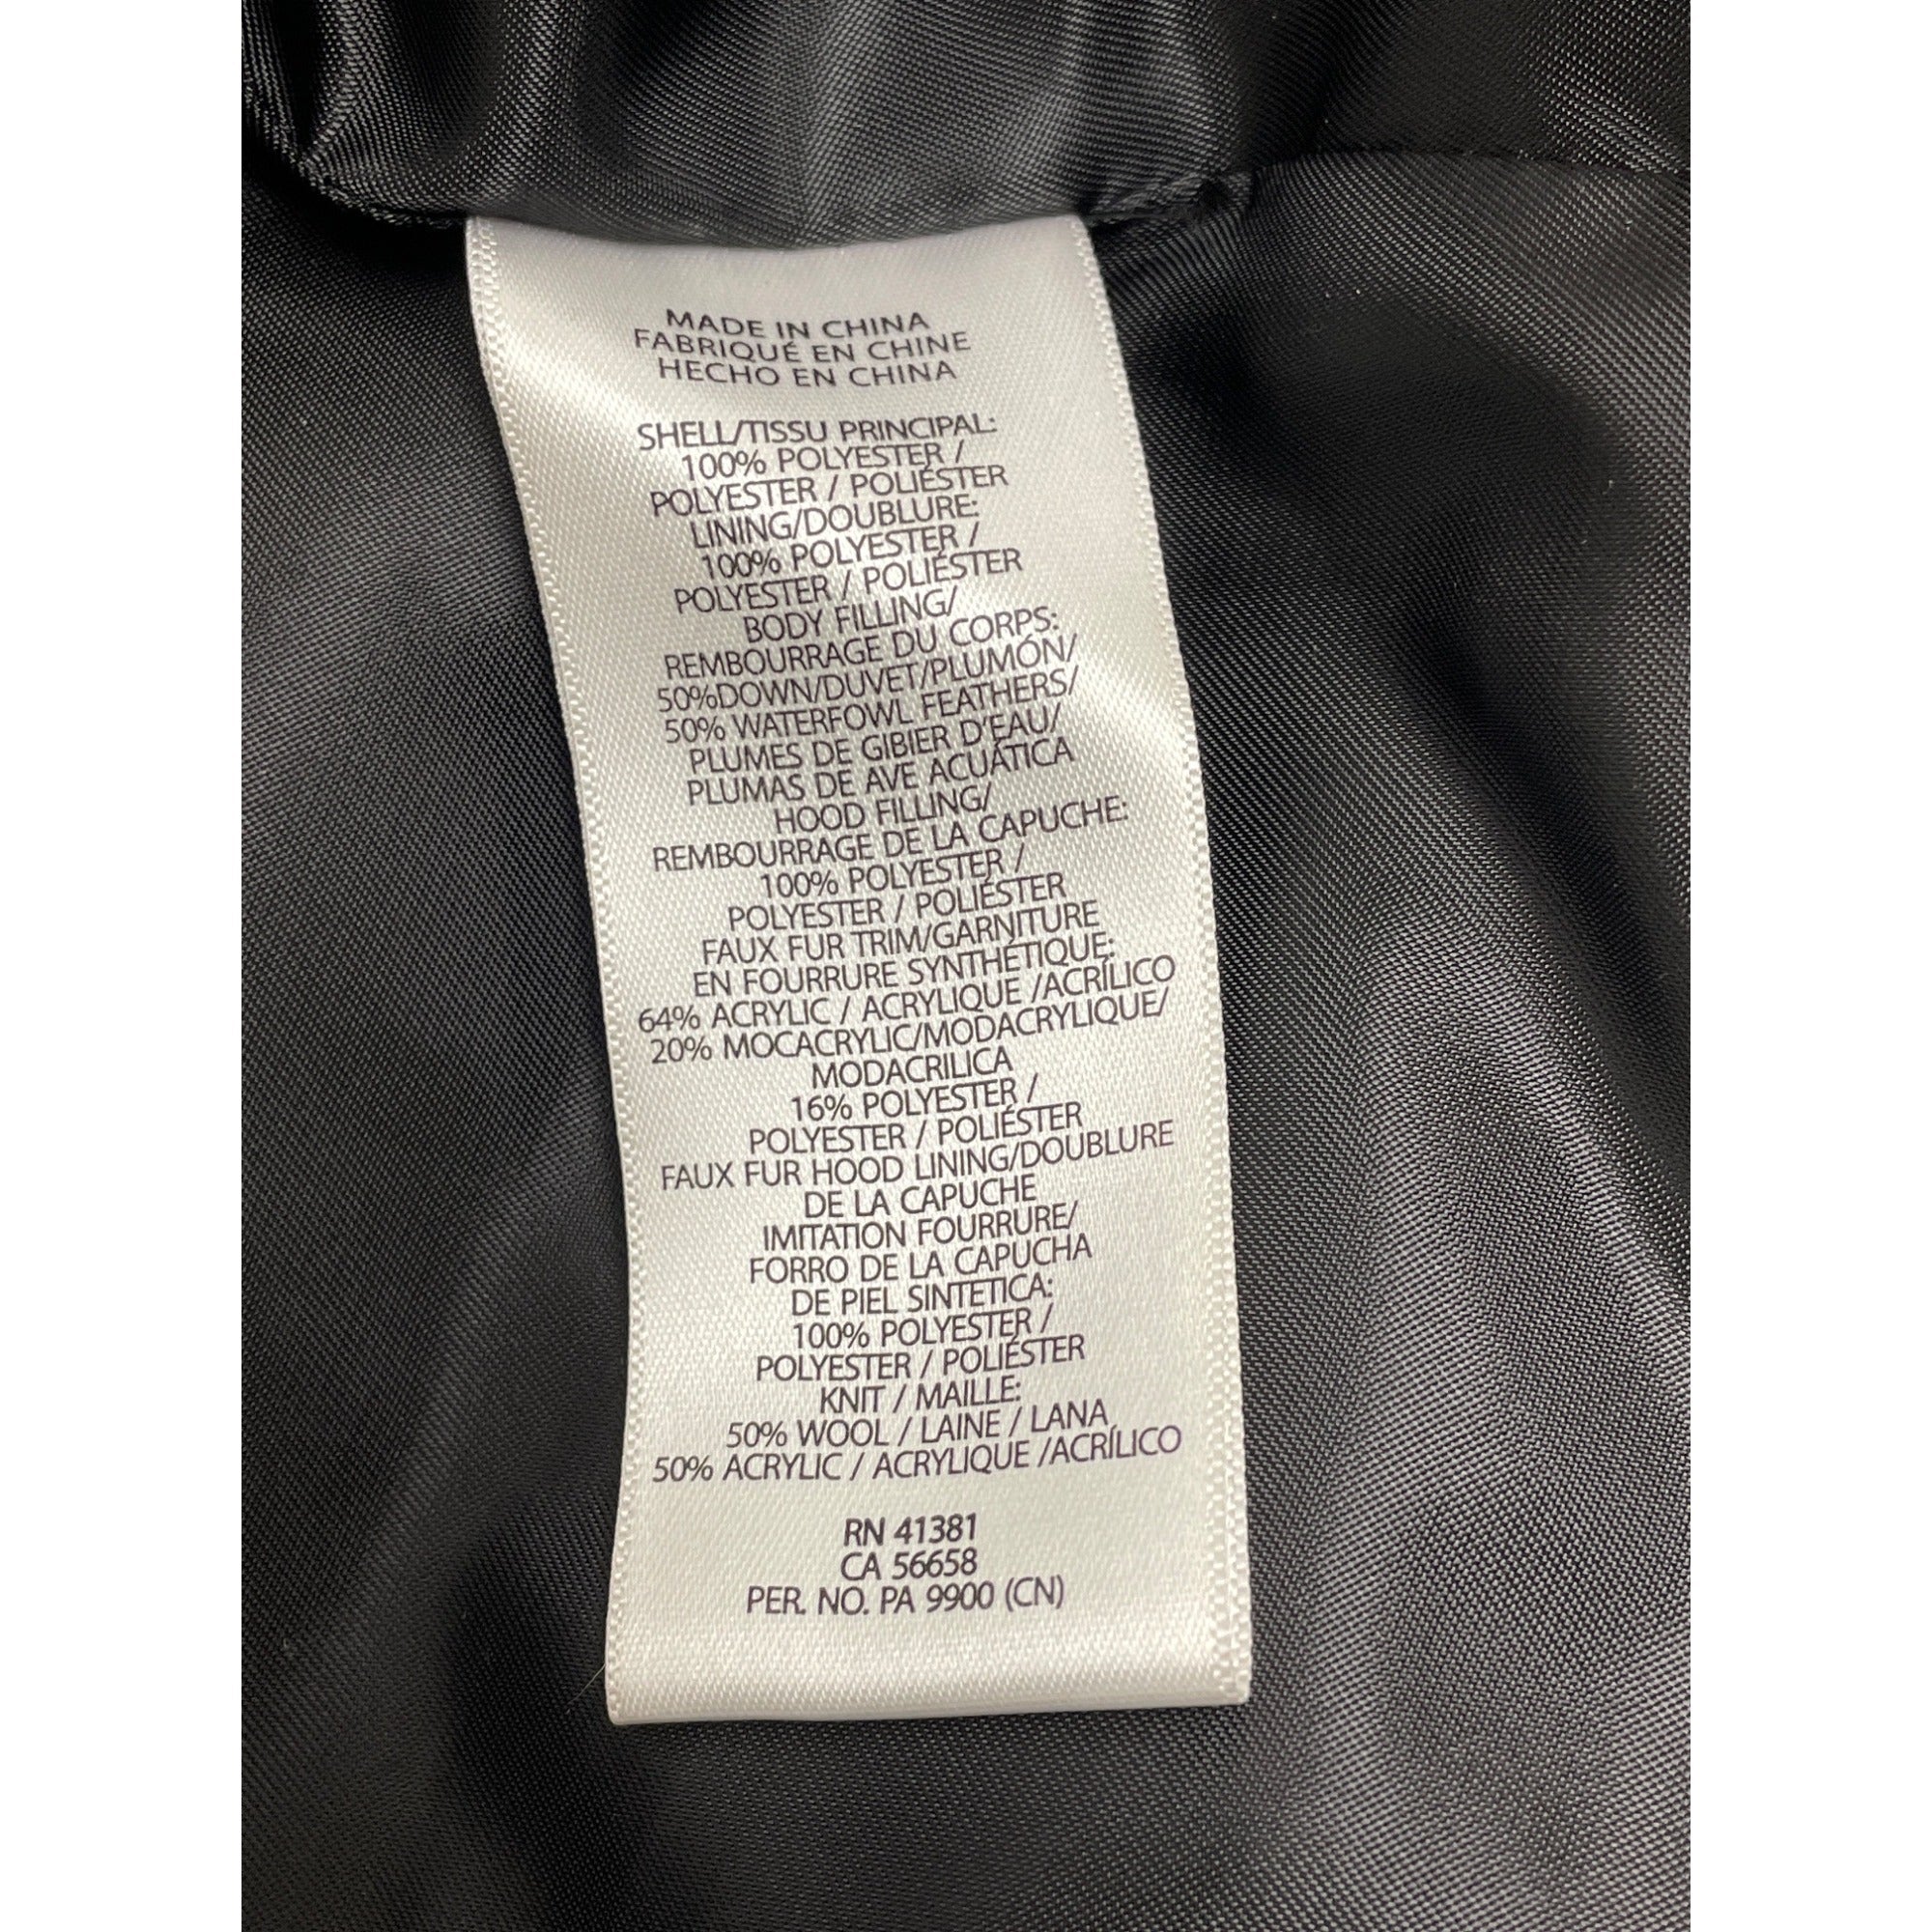 MADE IN CHINA
FABRIQUÉ EN CHINE
HECHO EN CHINA
SHELL/TISSU PRINCIPAL:
100% POLYESTER /
POLYESTER / POLIÉSTER
LINING/DOUBLURE:
100% POLYESTER /
POLYESTER / POLIÉSTER
BODY FILLING/
REMBOURRAGE DU CORPS:
50%DOWN/DUVET/PLUMÓN/
50% WATERFOWL FEATHERS/
PLUMES DE GIBIER D'EAU/
PLUMAS DE AVE ACUÁTICA
HOOD FILLING/
REMBOURRAGE DE LA CAPUCHE:
100% POLYESTER /
POLYESTER / POLIÉSTER
FAUX FUR TRIM/GARNITURE
EN FOURRURE SYNTHÉTIQUE:
64% ACRYLIC / ACRYLIQUE /ACRÍLICO
20% MOCACRYLIC/MODACRYLIQUE/
MODACRILICA
16% POLYESTER /
POLYESTER / POLIÉSTER
FAUX FUR HOOD LINING/DOUBLURE
DE LA CAPUCHE
IMITATION FOURRURE/
FORRO DE LA CAPUCHA
DE PIEL SINTETICA:
100% POLYESTER /
POLYESTER / POLIÉSTER
KNIT / MAILLE:
50% WOOL / LAINE / LANA
50% ACRYLIC / ACRYLIQUE /ACRÍLICO
RN 41381
CA 56658
PER. NO. PA 9900 (CN)